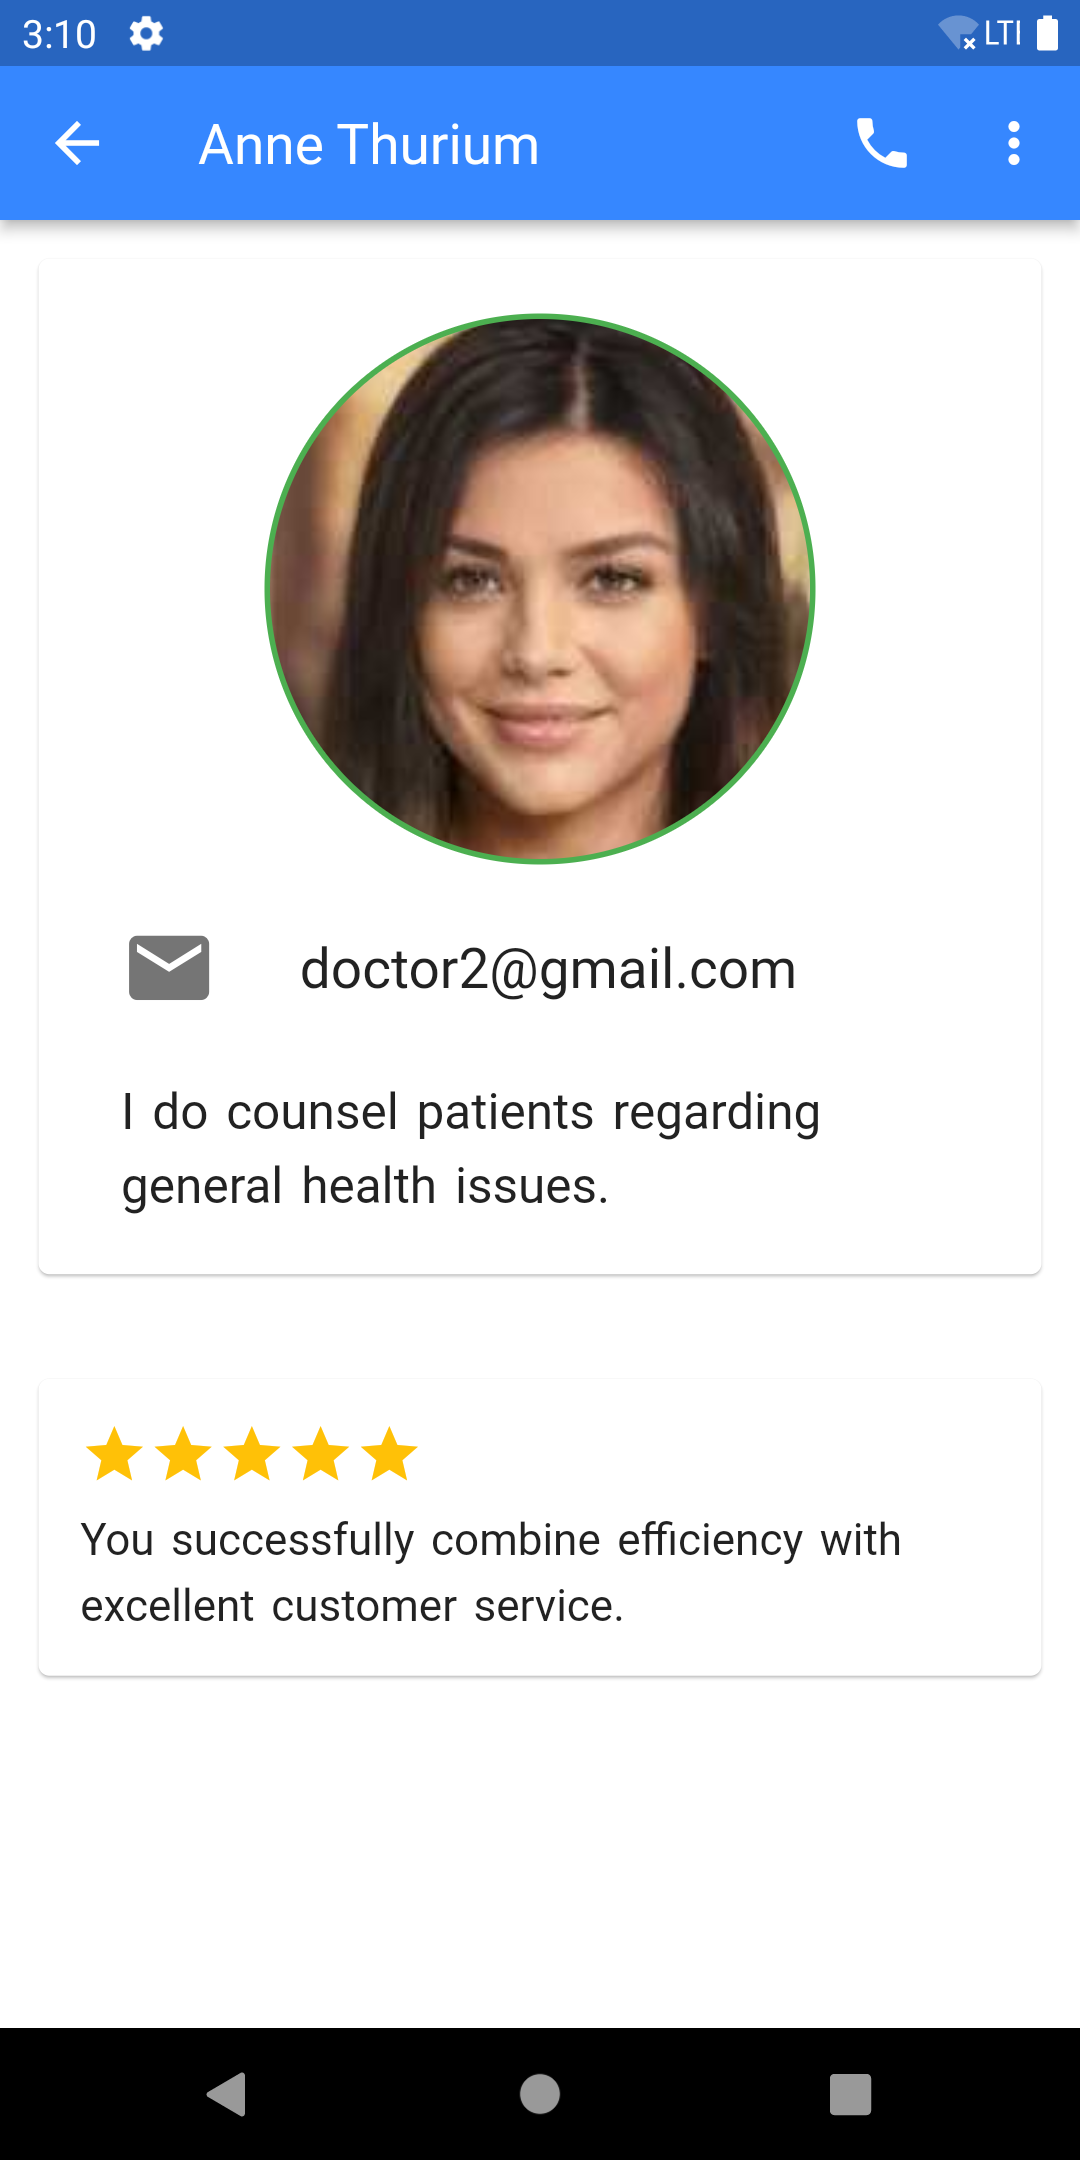 3:10 LTI
Anne Thurium
doctor2@gmail.com
I do counsel patients regarding
general health issues.
You successfully combine efficiency with
excellent customer service.